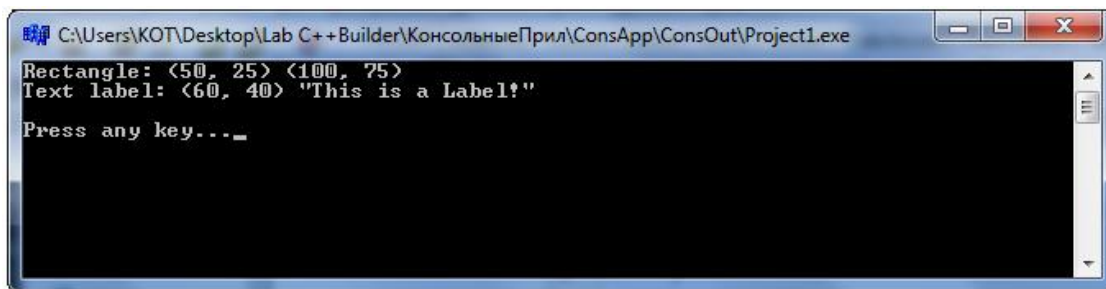 C:\Users\KOT\Desktop\Lab C++Builder\КонсольныеПрил\ConsApp\ConsOut\Project1.exe
Rectangle: (50, 25) (100, 75)
Text label: (60, 40) "This is a Label!"
Press any key..._